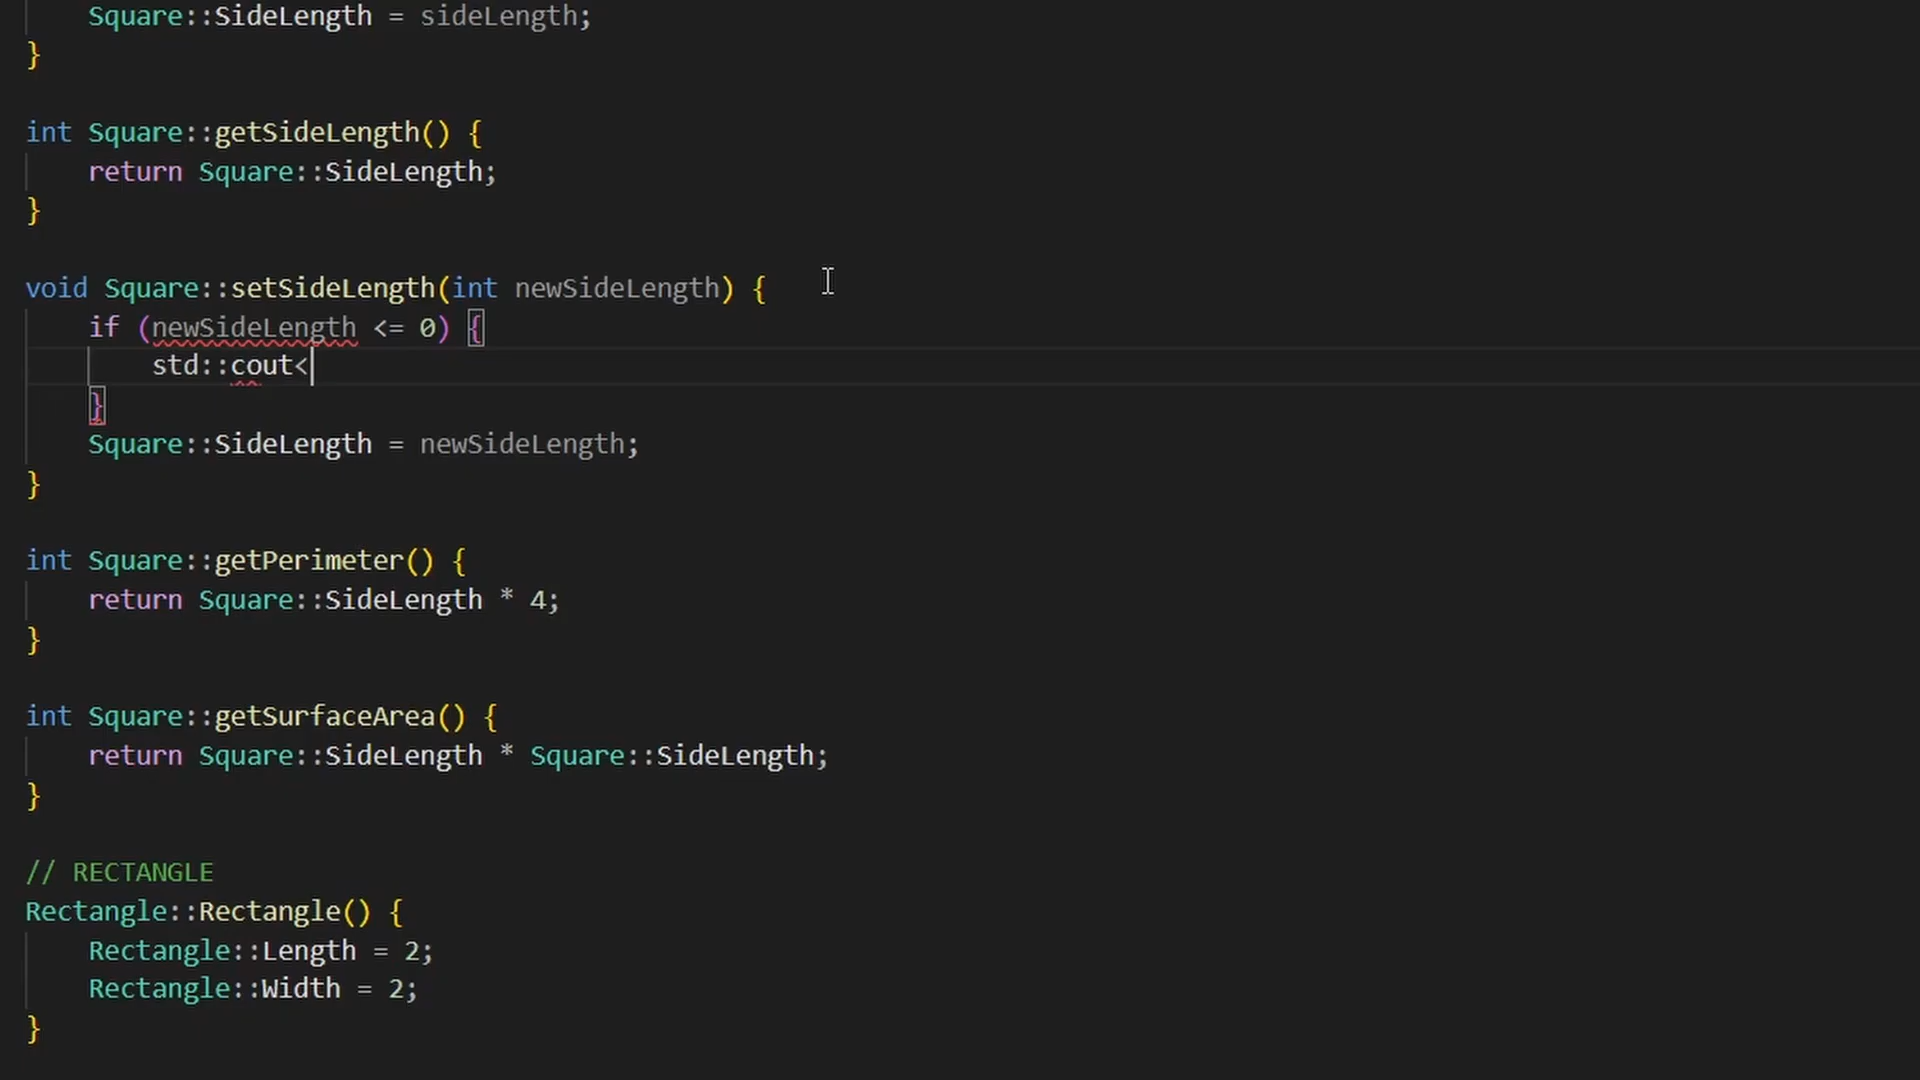 Square::SideLength = sideLength;
}
int Square::getSideLength() {
return Square::SideLength;
}
void Square::setSideLength(int newSideLength) {
if (newSideLength <= 0) {
std::cout<
}
Square::SideLength = newSideLength;
}
int Square::getPerimeter() {
return Square::SideLength * 4;
}
int Square::getSurfaceArea() {
return Square::SideLength * Square::SideLength;
}
// RECTANGLE
Rectangle::Rectangle() {
Rectangle::Length = 2;
Rectangle::Width = 2;
}